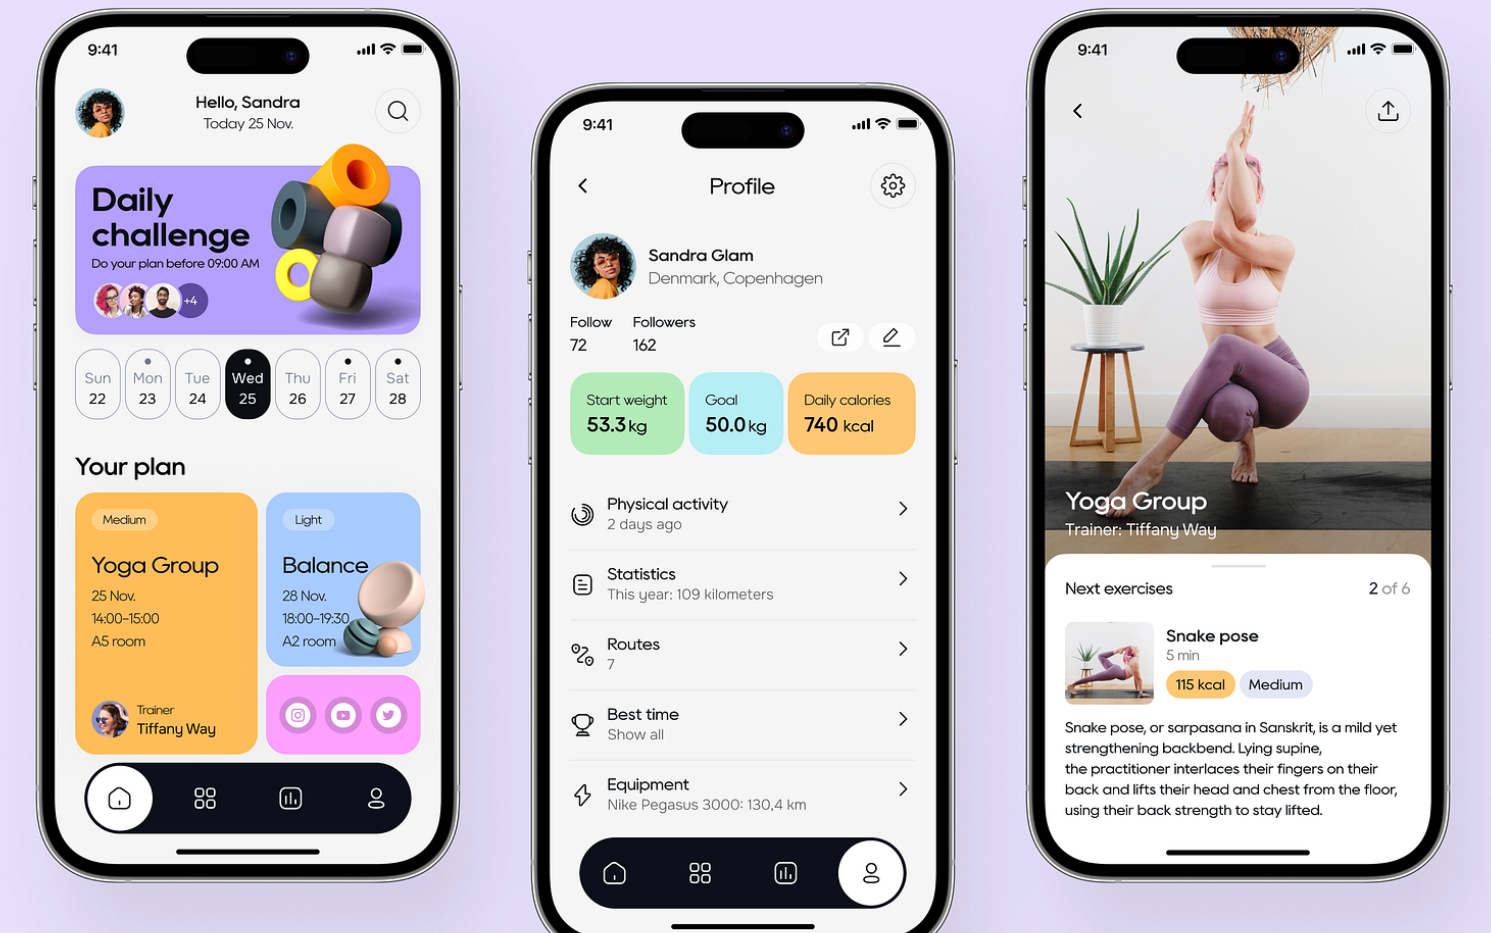 9:41
Hello, Sandra
Today 25 Nov.
Daily
challenge
Do your plan before 09:00 AM
+4
Sun Mon Tue Wed Thu Fri Sat
22 23 24 25 26 27 28
Your plan
Medium
Yoga Group
25 Nov.
14:00–15:00
A5 room
Trainer
Tiffany Way
Light
Balance
28 Nov.
18:00–19:30
A2 room
9:41
Profile
Sandra Glam
Denmark, Copenhagen
Follow Followers
72 162
Start weight
53.3 kg
Goal
50.0 kg
Daily calories
740 kcal
Physical activity
2 days ago
Statistics
This year: 109 kilometers
Routes
7
Best time
Show all
Equipment
Nike Pegasus 3000: 130,4 km
9:41
Yoga Group
Trainer: Tiffany Way
Next exercises 2 of 6
Snake pose
5 min
115 kcal Medium
Snake pose, or sarpasana in Sanskrit, is a mild yet
strengthening backbend. Lying supine,
the practitioner interlaces their fingers on their
back and lifts their head and chest from the floor,
using their back strength to stay lifted.